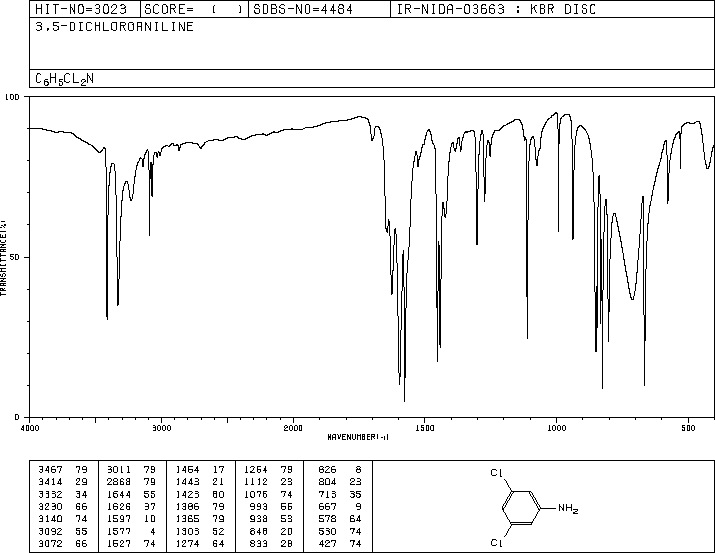 HIT-NO=3023 SCORE= ( ) SDBS-NO=4484 IR-NIDA-03663 : KBR DISC
3,5-DICHLOROANILINE
C6H5CL2N
100
TRANSMITTANCE(%)
50
0
4000 3000 2000 1500 1000 500
WAVENUMBER(-1)
3467 79 3011 79 1454 17 1264 79 826 8
3414 29 2868 79 1443 21 1112 23 804 23
3332 34 1644 55 1423 60 1076 74 713 35
3230 66 1626 37 1386 79 993 55 667 9
3140 74 1597 10 1365 79 938 53 578 64
3092 55 1577 4 1303 52 848 20 530 74
3072 66 1527 74 1274 64 833 28 427 74
Cl
NH2
Cl